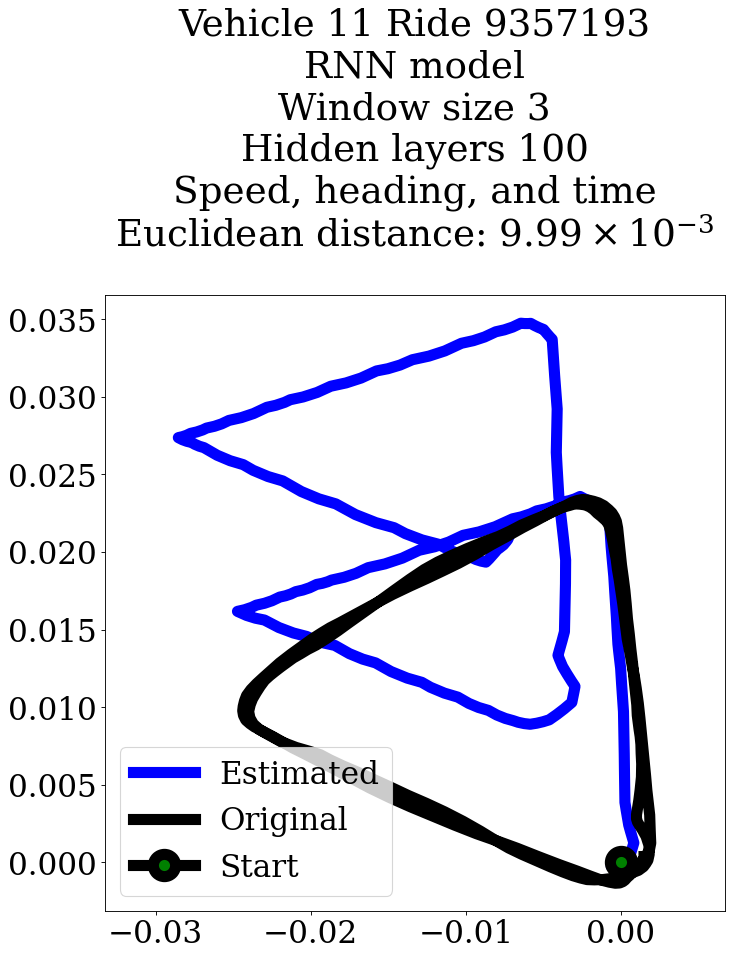 Vehicle 11 Ride 9357193
RNN model
Window size 3
Hidden layers 100
Speed, heading, and time
Euclidean distance: 9.99 × 10⁻³
0.035
0.030
0.025
0.020
0.015
0.010
0.005
0.000
Estimated
Original
Start
−0.03 −0.02 −0.01 0.00